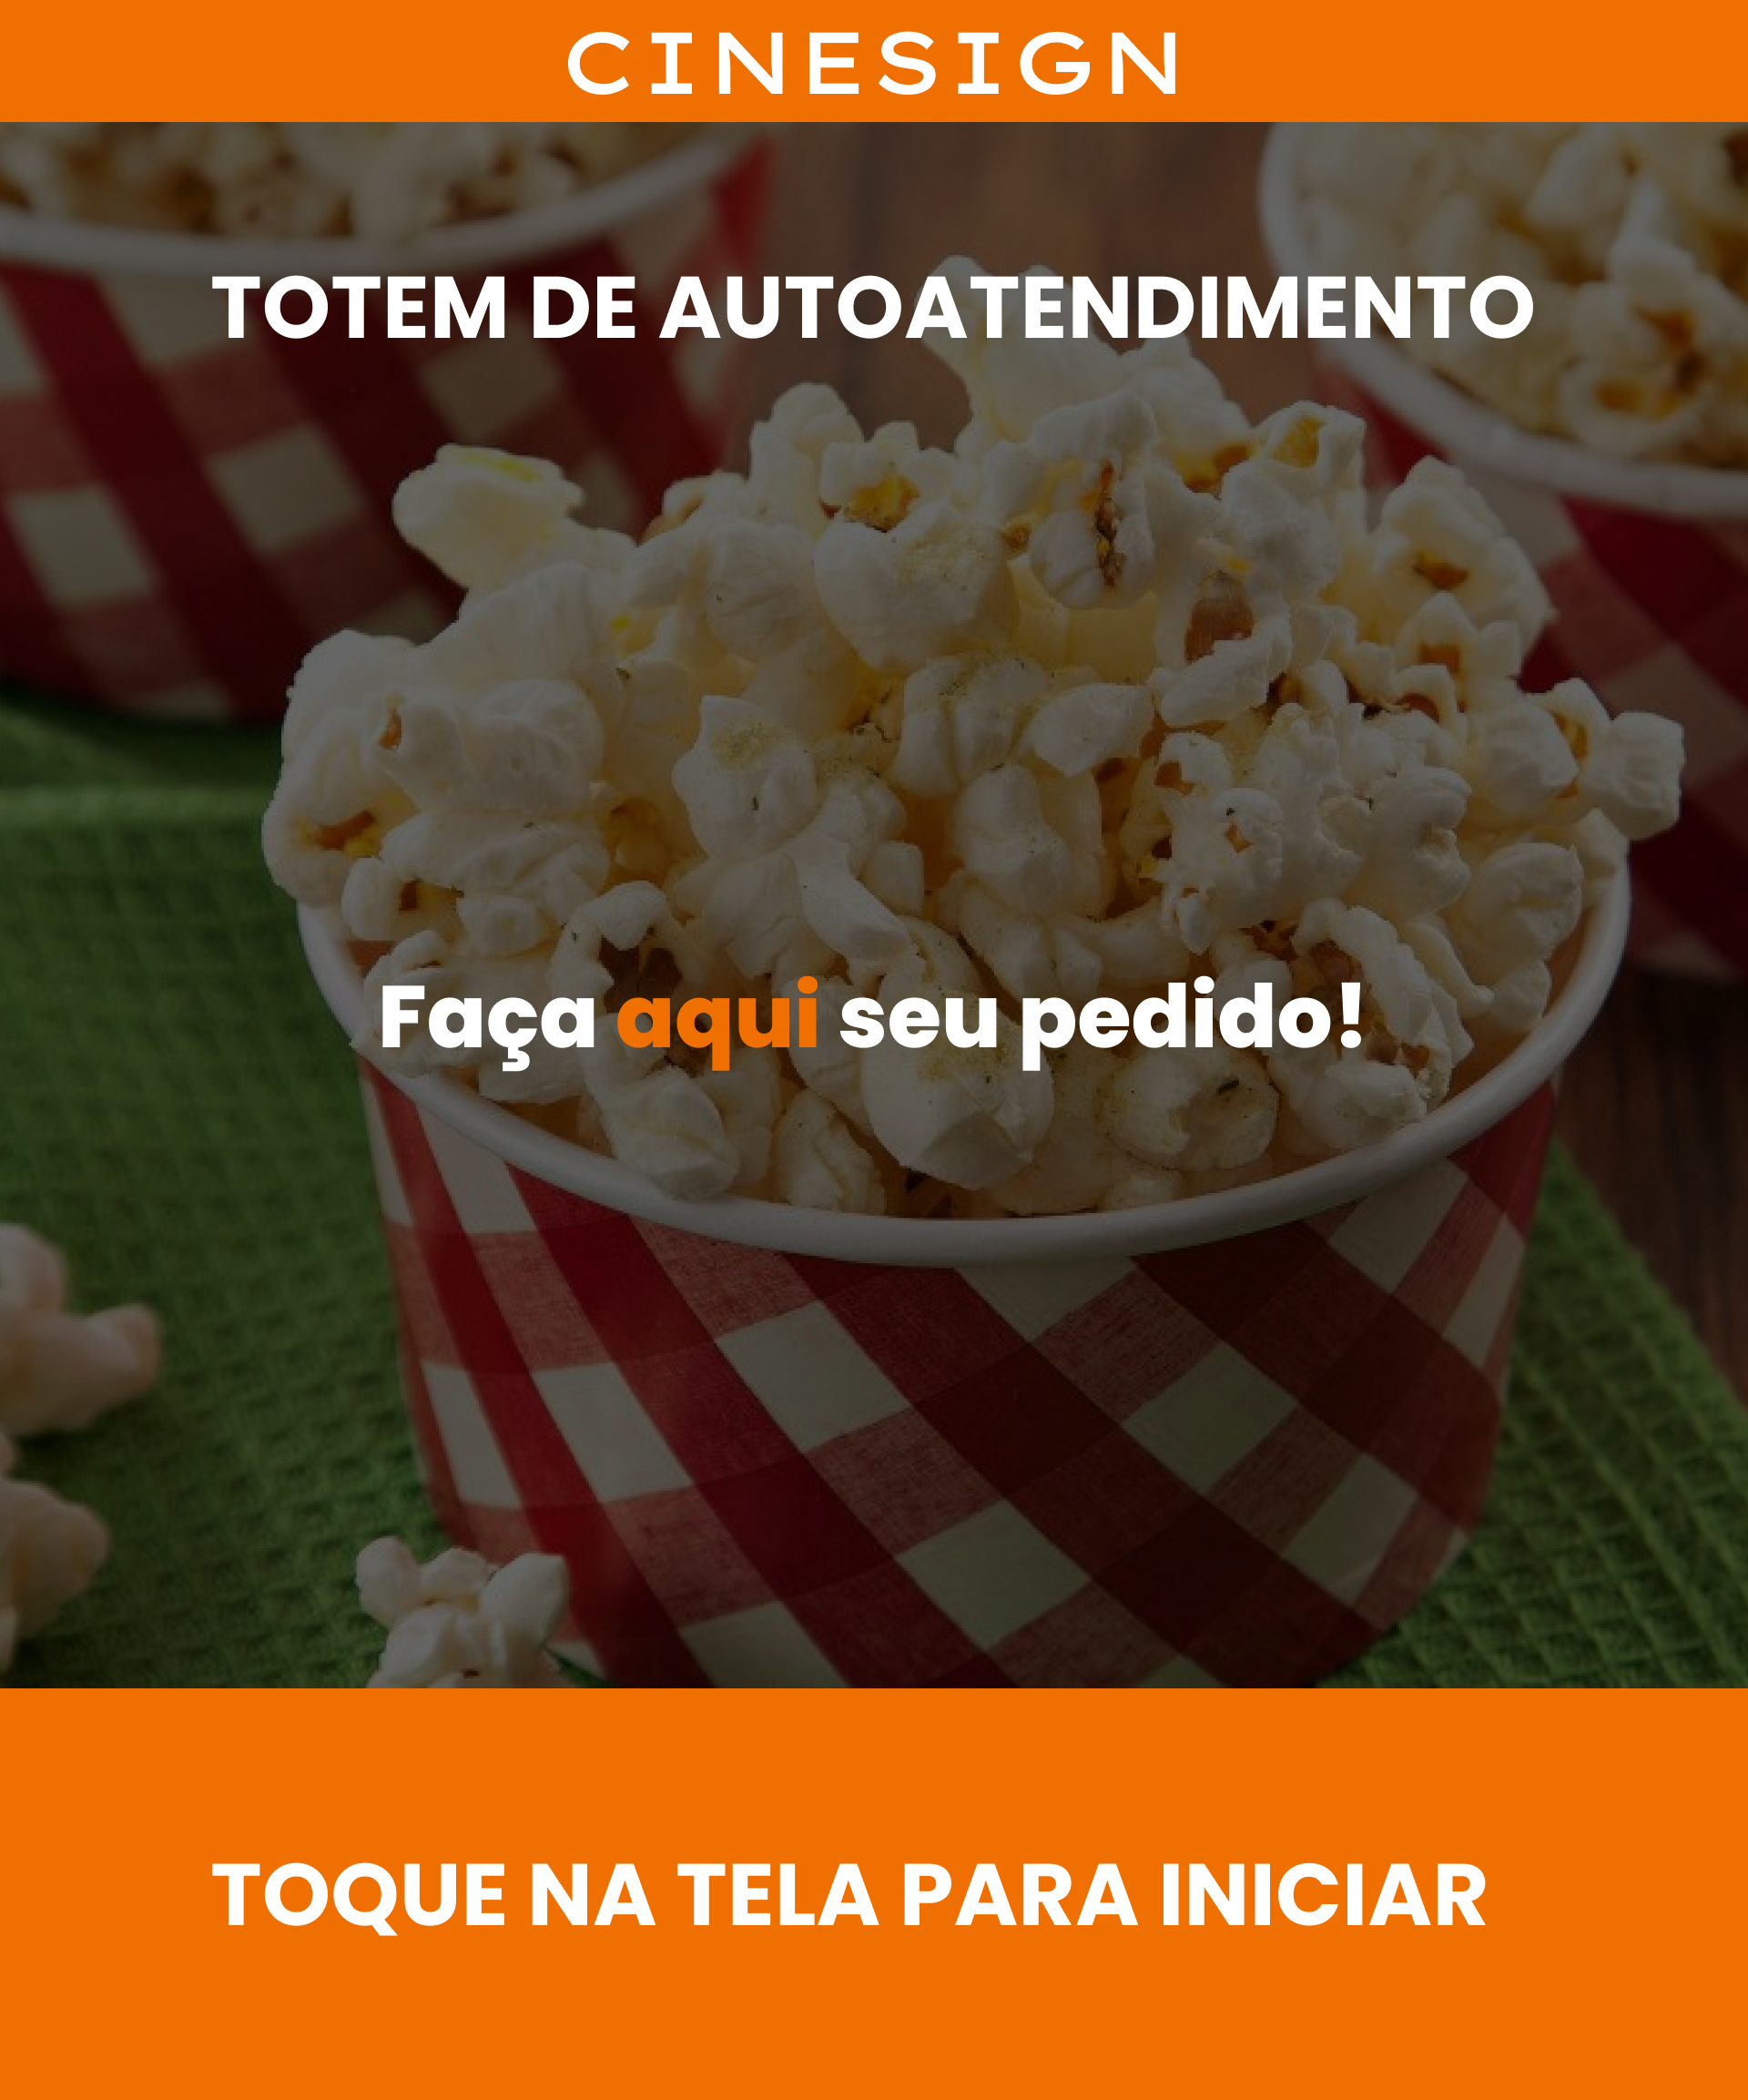 CINESIGN
TOTEM DE AUTOATENDIMENTO
Faça aqui seu pedido!
TOQUE NA TELA PARA INICIAR